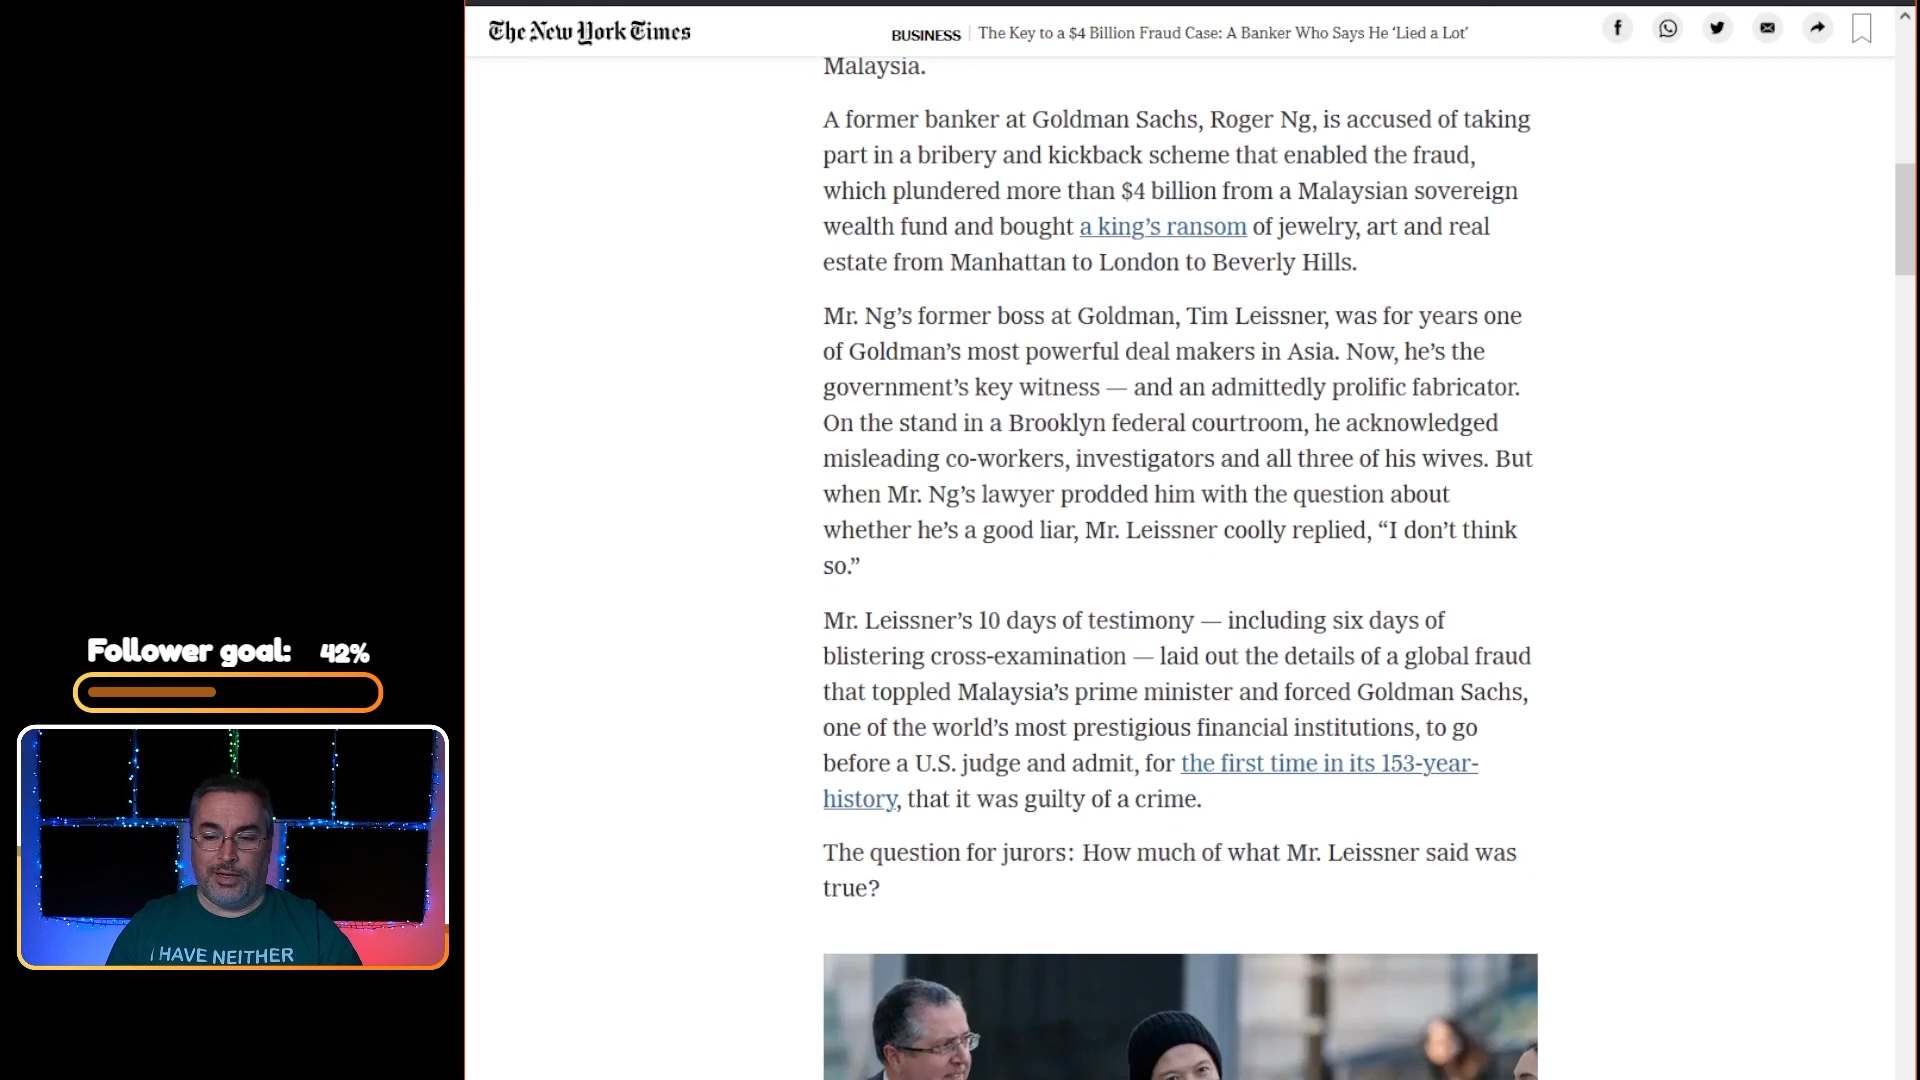 The New York Times
BUSINESS | The Key to a $4 Billion Fraud Case: A Banker Who Says He ‘Lied a Lot’
Malaysia.
A former banker at Goldman Sachs, Roger Ng, is accused of taking
part in a bribery and kickback scheme that enabled the fraud,
which plundered more than $4 billion from a Malaysian sovereign
wealth fund and bought a king’s ransom of jewelry, art and real
estate from Manhattan to London to Beverly Hills.
Mr. Ng’s former boss at Goldman, Tim Leissner, was for years one
of Goldman’s most powerful deal makers in Asia. Now, he’s the
government’s key witness — and an admittedly prolific fabricator.
On the stand in a Brooklyn federal courtroom, he acknowledged
misleading co-workers, investigators and all three of his wives. But
when Mr. Ng’s lawyer prodded him with the question about
whether he’s a good liar, Mr. Leissner coolly replied, “I don’t think
so.”
Mr. Leissner’s 10 days of testimony — including six days of
blistering cross-examination — laid out the details of a global fraud
that toppled Malaysia’s prime minister and forced Goldman Sachs,
one of the world’s most prestigious financial institutions, to go
before a U.S. judge and admit, for the first time in its 153-year-
history, that it was guilty of a crime.
The question for jurors: How much of what Mr. Leissner said was
true?
Follower goal: 42%
I HAVE NEITHER